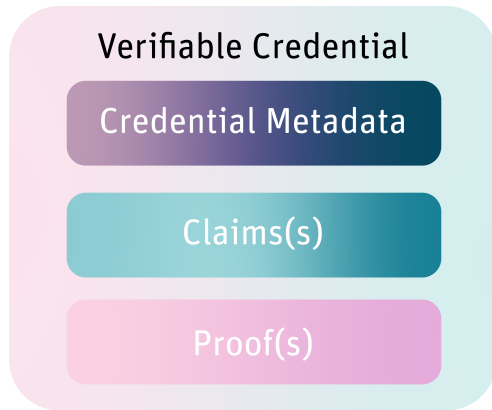 Verifiable Credential
Credential Metadata
Claims(s)
Proof(s)